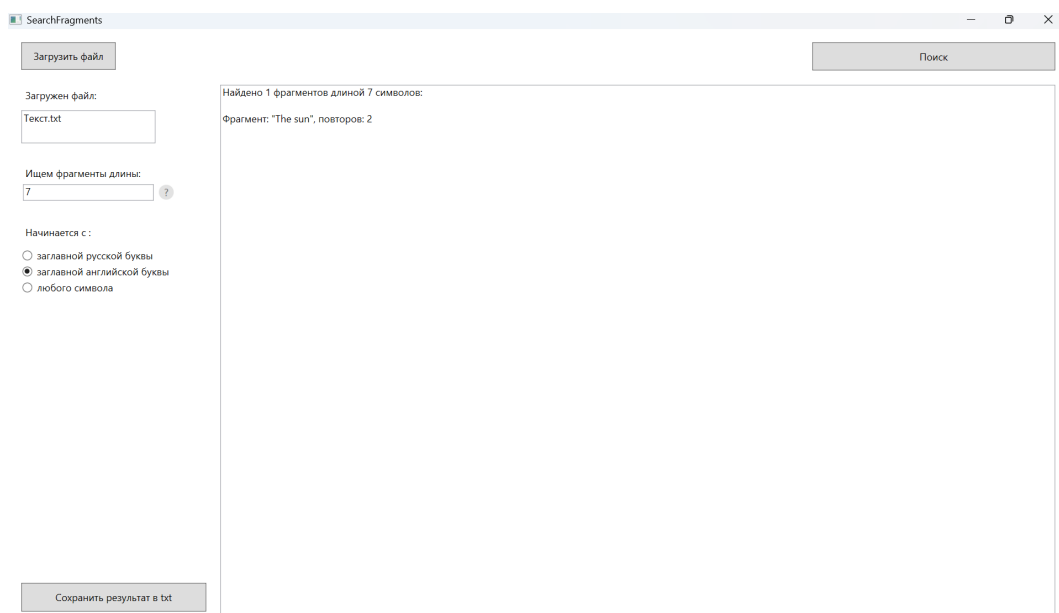 SearchFragments
Загрузить файл
Поиск
Загружен файл:
Текст.txt
Ищем фрагменты длины:
7
?
Начинается с :
заглавной русской буквы
заглавной английской буквы
любого символа
Сохранить результат в txt
Найдено 1 фрагментов длиной 7 символов:
Фрагмент: "The sun", повторов: 2